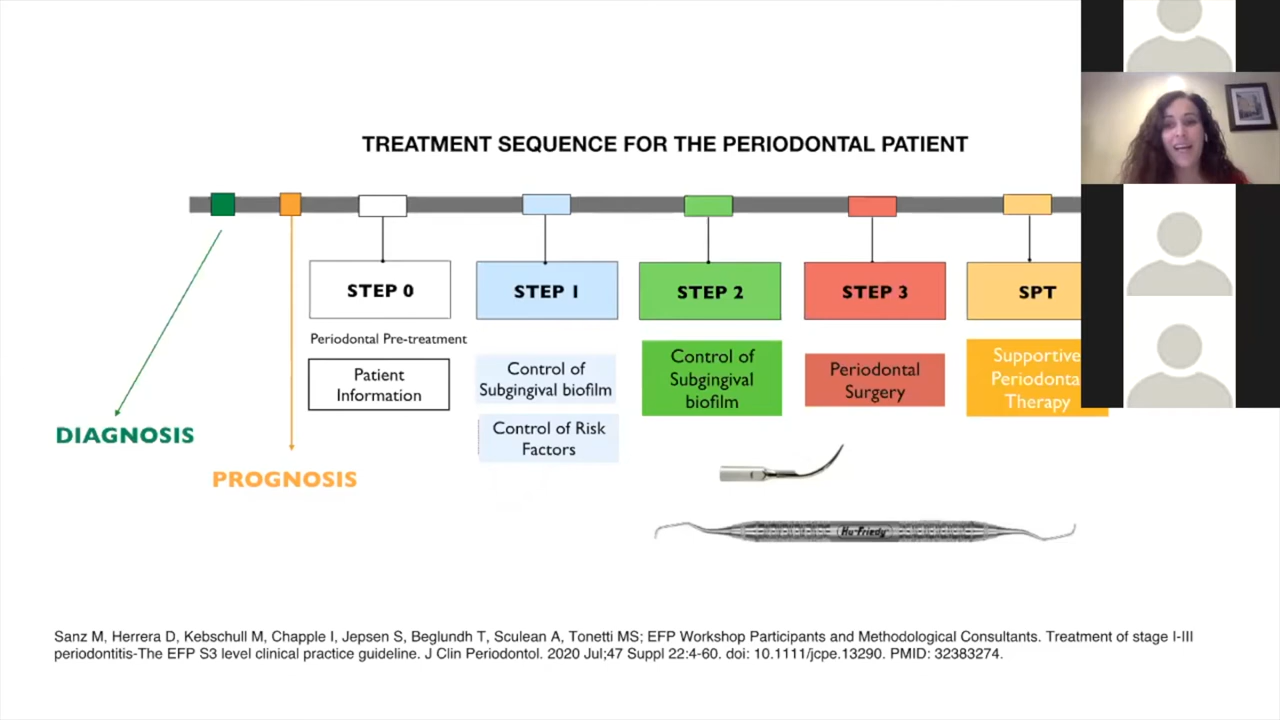 TREATMENT SEQUENCE FOR THE PERIODONTAL PATIENT
STEP 0
STEP 1
STEP 2
STEP 3
SPT
Periodontal Pre-treatment
Patient
Information
Control of
Subgingival biofilm
Control of Risk
Factors
Control of
Subgingival
biofilm
Periodontal
Surgery
Supportive
Periodonta
Therapy
DIAGNOSIS
PROGNOSIS
Hu-Friedy
Sanz M, Herrera D, Kebschull M, Chapple I, Jepsen S, Beglundh T, Sculean A, Tonetti MS; EFP Workshop Participants and Methodological Consultants. Treatment of stage I-III
periodontitis-The EFP S3 level clinical practice guideline. J Clin Periodontol. 2020 Jul;47 Suppl 22:4-60. doi: 10.1111/jcpe.13290. PMID: 32383274.